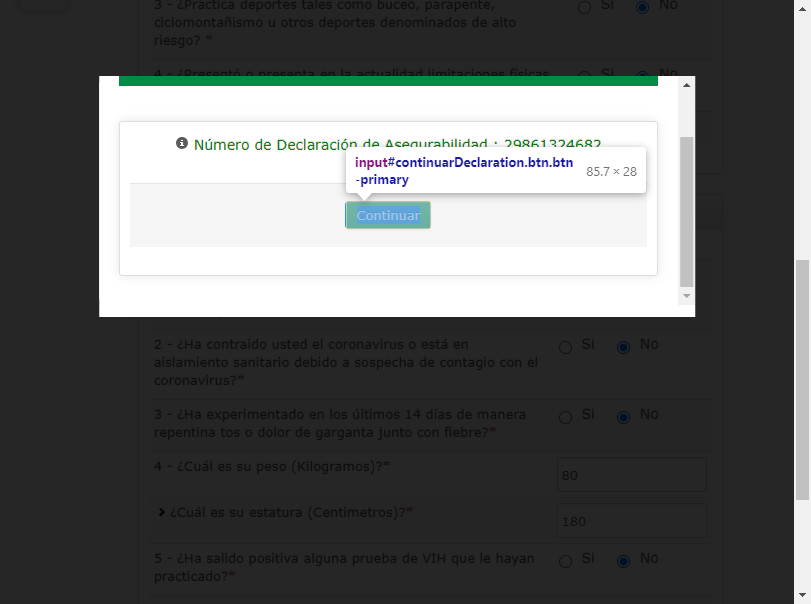 3 - ¿Practica deportes tales como buceo, parapente,
ciclomontañismo u otros deportes denominados de alto
riesgo? *
Si
No
4 - ¿Presentó o presenta en la actualidad limitaciones físicas
Si
No
Número de Declaración de Asegurabilidad : 29861324682
input#continuarDeclaration.btn.btn
-primary
85.7 × 28
Continuar
2 - ¿Ha contraido usted el coronavirus o está en
aislamiento sanitario debido a sospecha de contagio con el
coronavirus?*
Si
No
3 - ¿Ha experimentado en los últimos 14 días de manera
repentina tos o dolor de garganta junto con fiebre?*
Si
No
4 - ¿Cuál es su peso (Kilogramos)?*
80
¿Cuál es su estatura (Centimetros)?*
180
5 - ¿Ha salido positiva alguna prueba de VIH que le hayan
practicado?*
Si
No